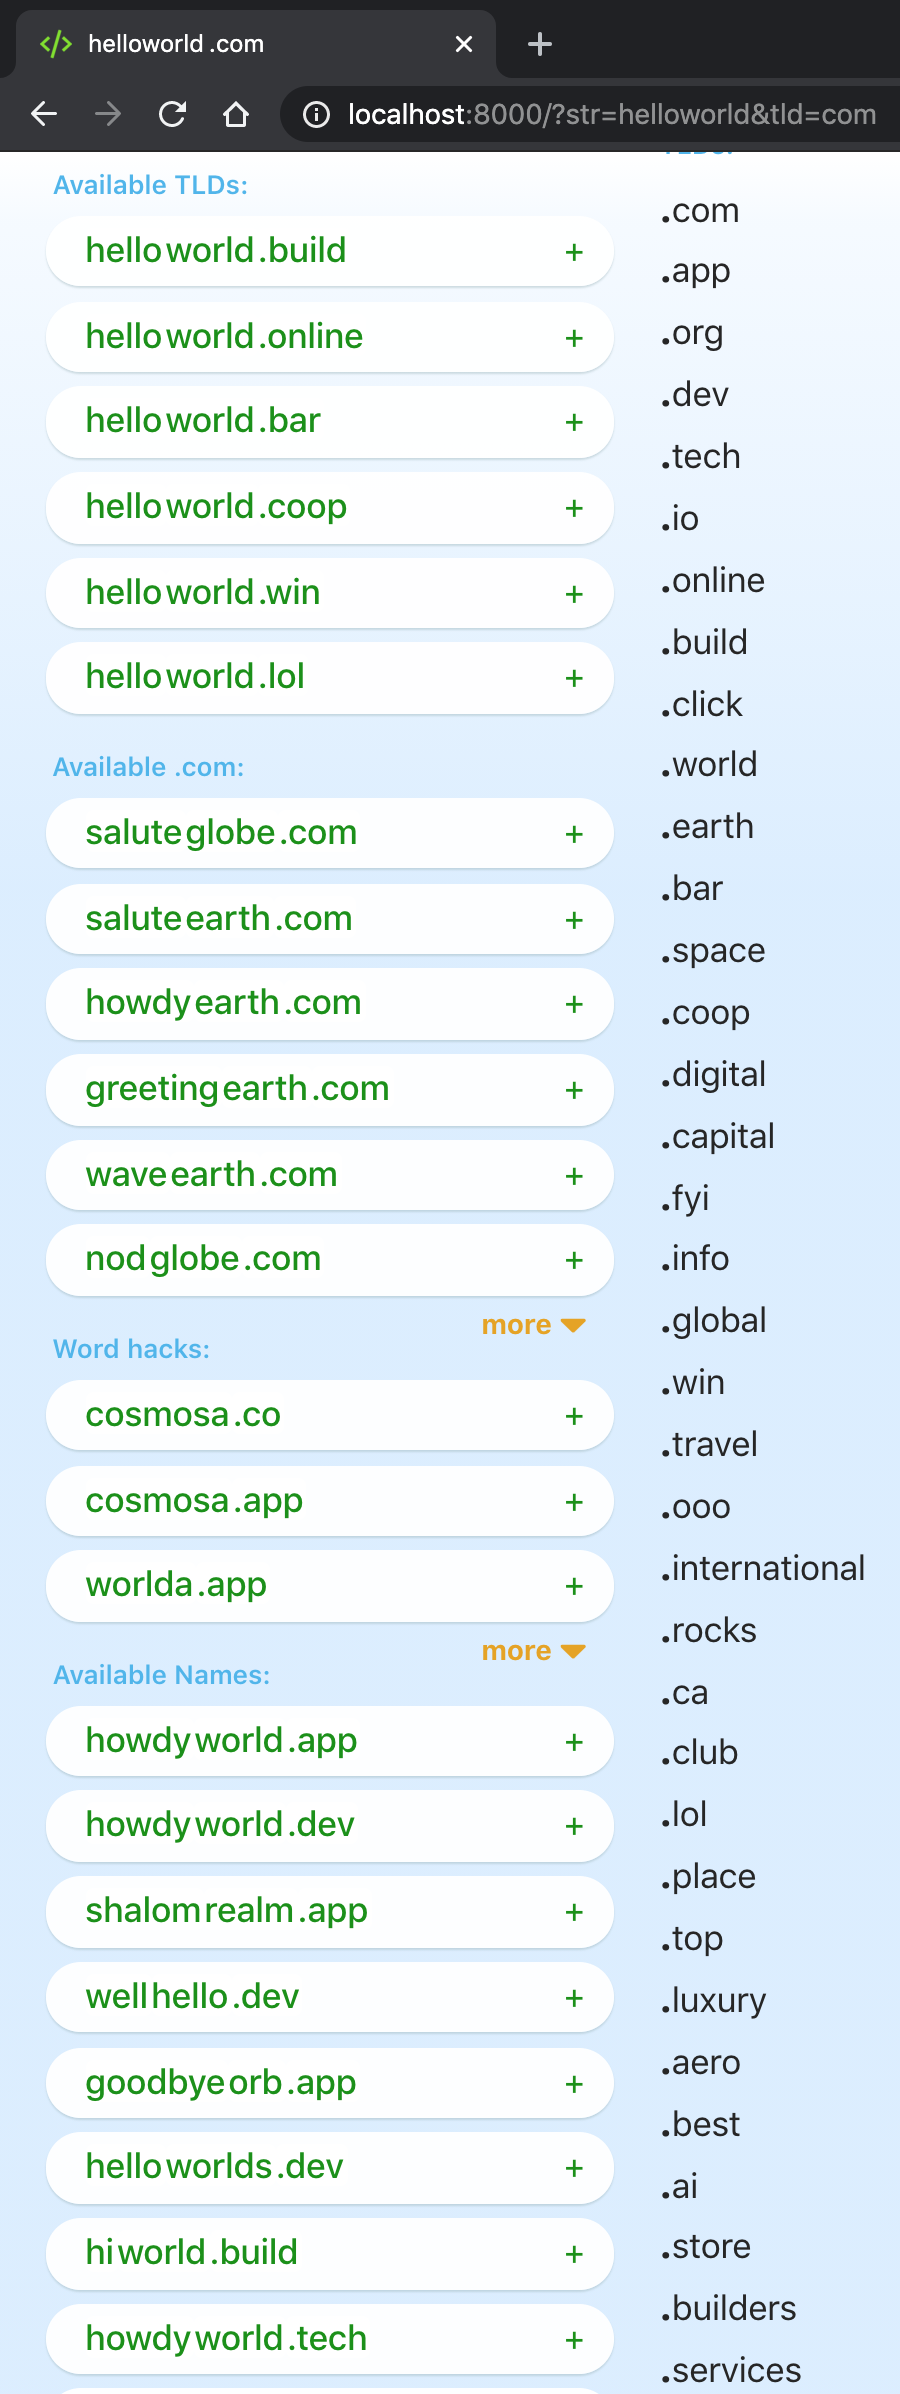 helloworld .com
localhost:8000/?str=helloworld&tld=com
Available TLDs:
helloworld.build +
helloworld.online +
helloworld.bar +
helloworld.coop +
helloworld.win +
helloworld.lol +
Available .com:
saluteglobe.com +
saluteearth.com +
howdyearth.com +
greetingearth.com +
waveearth.com +
nodglobe.com +
more
Word hacks:
cosmosa.co +
cosmosa.app +
worlda.app +
more
Available Names:
howdyworld.app +
howdyworld.dev +
shalomrealm.app +
wellhello.dev +
goodbyeorb.app +
helloworlds.dev +
hiworld.build +
howdyworld.tech +
TLDs:
.com
.app
.org
.dev
.tech
.io
.online
.build
.click
.world
.earth
.bar
.space
.coop
.digital
.capital
.fyi
.info
.global
.win
.travel
.ooo
.international
.rocks
.ca
.club
.lol
.place
.top
.luxury
.aero
.best
.ai
.store
.builders
.services